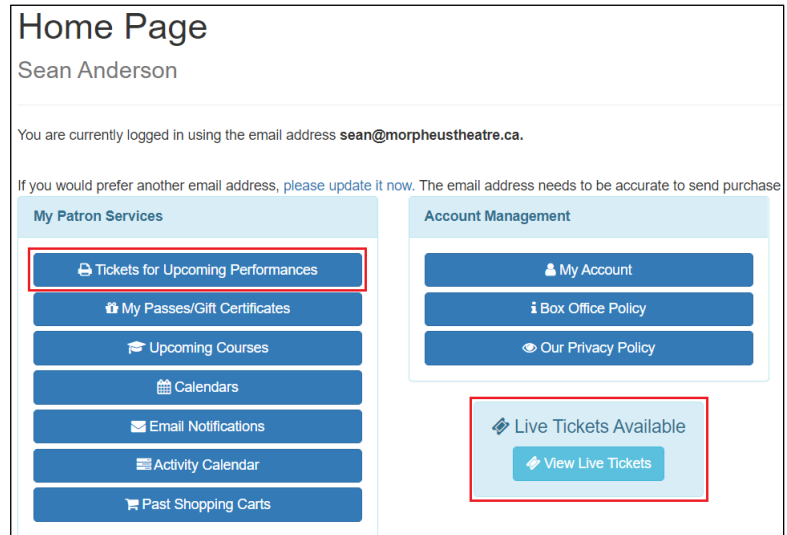 Home Page
Sean Anderson
You are currently logged in using the email address sean@morpheustheatre.ca.
If you would prefer another email address, please update it now. The email address needs to be accurate to send purchase
My Patron Services
Tickets for Upcoming Performances
My Passes/Gift Certificates
Upcoming Courses
Calendars
Email Notifications
Activity Calendar
Past Shopping Carts
Account Management
My Account
Box Office Policy
Our Privacy Policy
Live Tickets Available
View Live Tickets